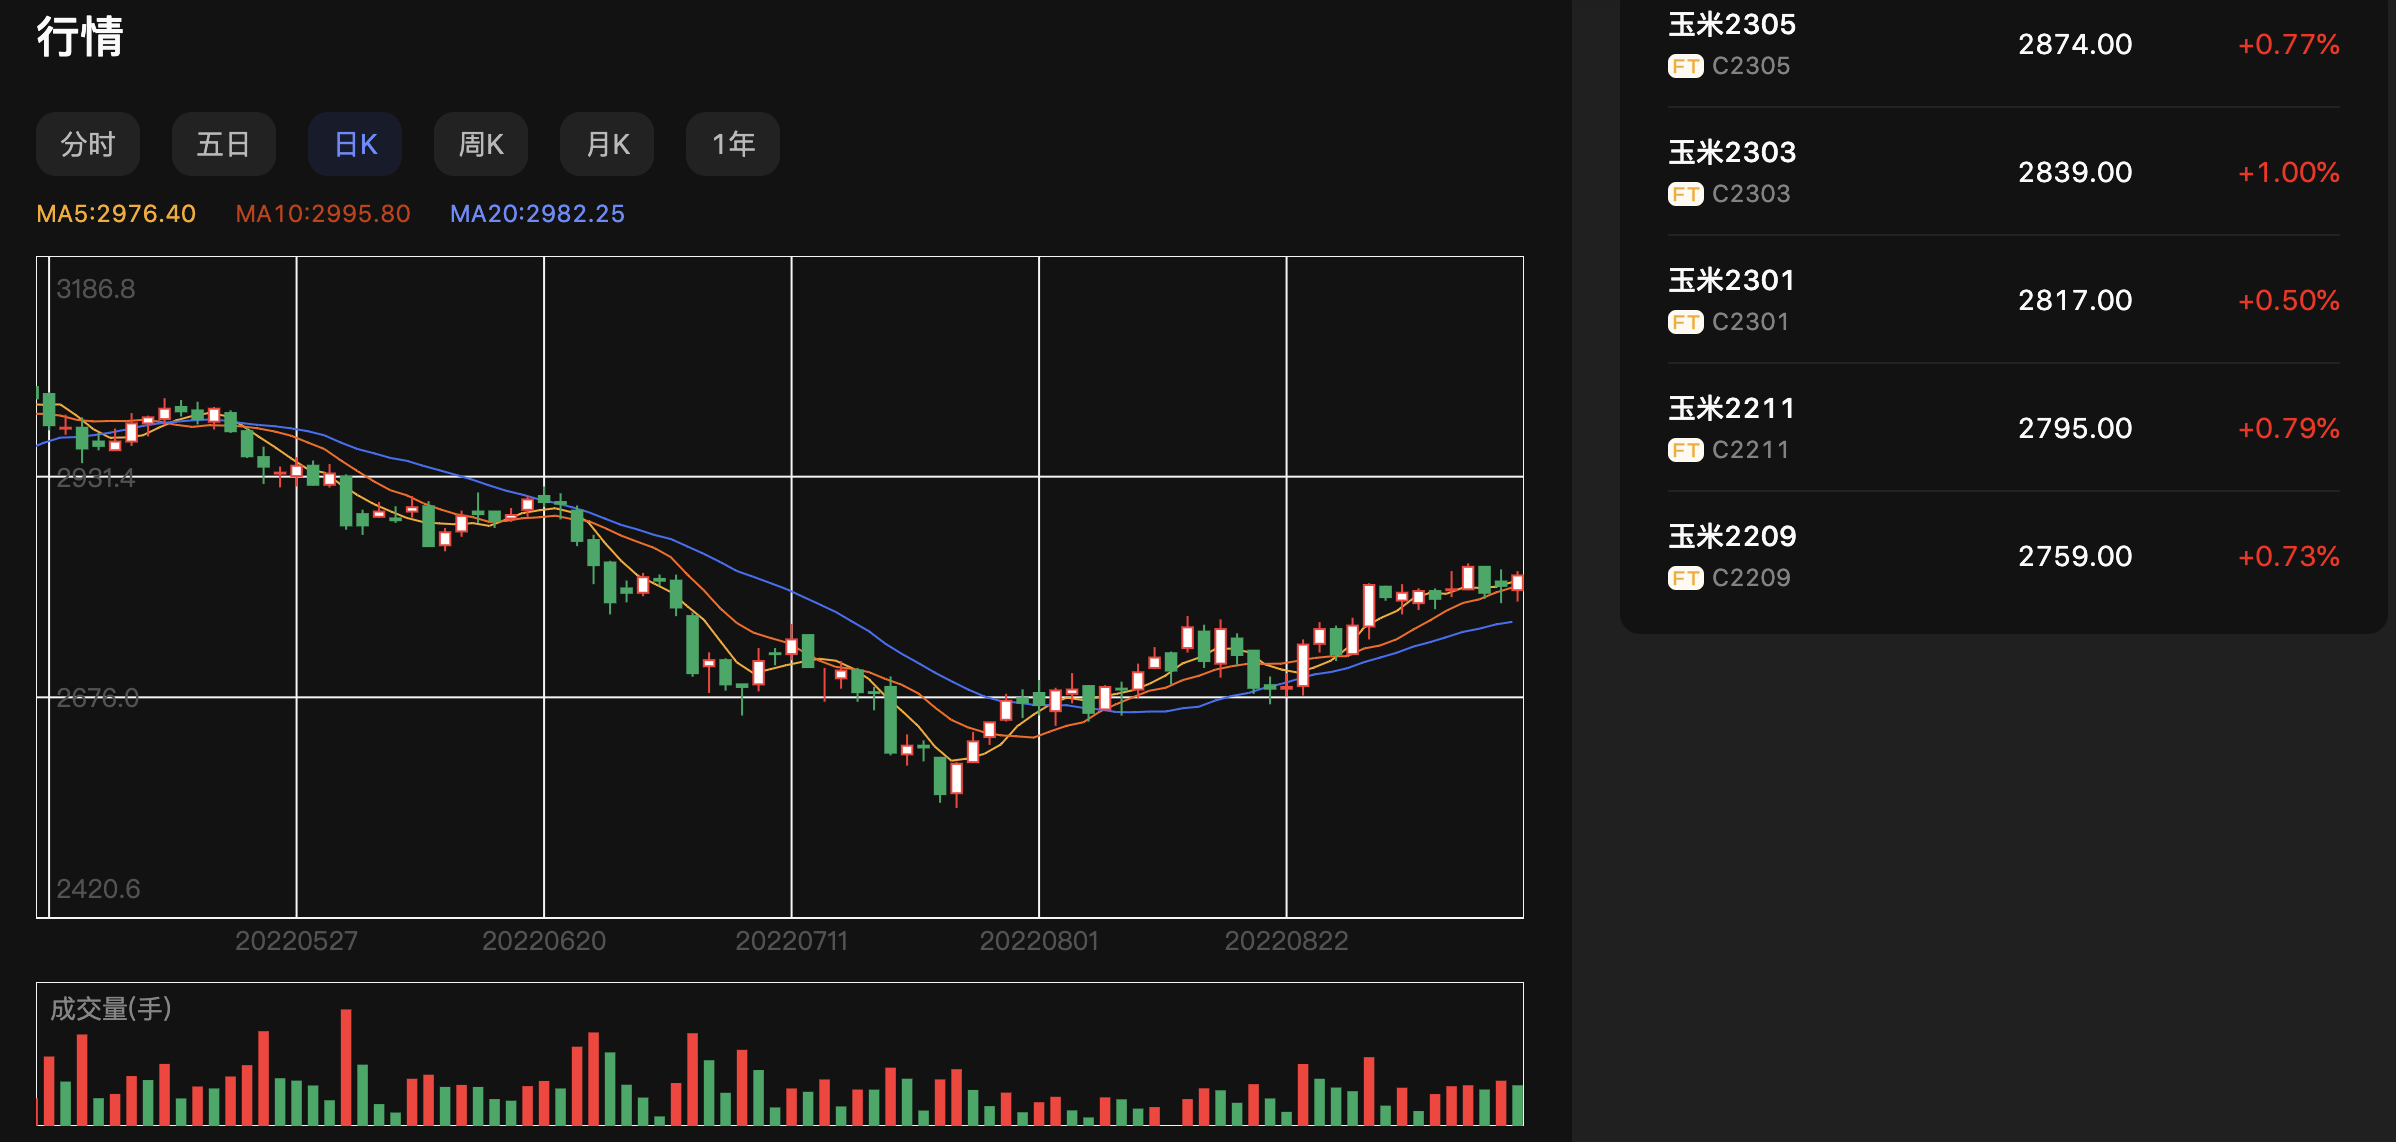 行情
分时 五日 日K 周K 月K 1年
MA5:2976.40 MA10:2995.80 MA20:2982.25
3186.8
2931.4
2676.0
2420.6
20220527 20220620 20220711 20220801 20220822
成交量(手)
玉米2305
2874.00 +0.77%
FT C2305
玉米2303
2839.00 +1.00%
FT C2303
玉米2301
2817.00 +0.50%
FT C2301
玉米2211
2795.00 +0.79%
FT C2211
玉米2209
2759.00 +0.73%
FT C2209